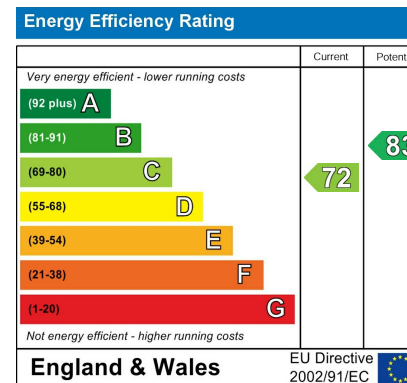 Energy Efficiency Rating
Current Potent
Very energy efficient - lower running costs
(92 plus) A
(81-91) B 83
(69-80) C 72
(55-68) D
(39-54) E
(21-38) F
(1-20) G
Not energy efficient - higher running costs
England & Wales
EU Directive
2002/91/EC